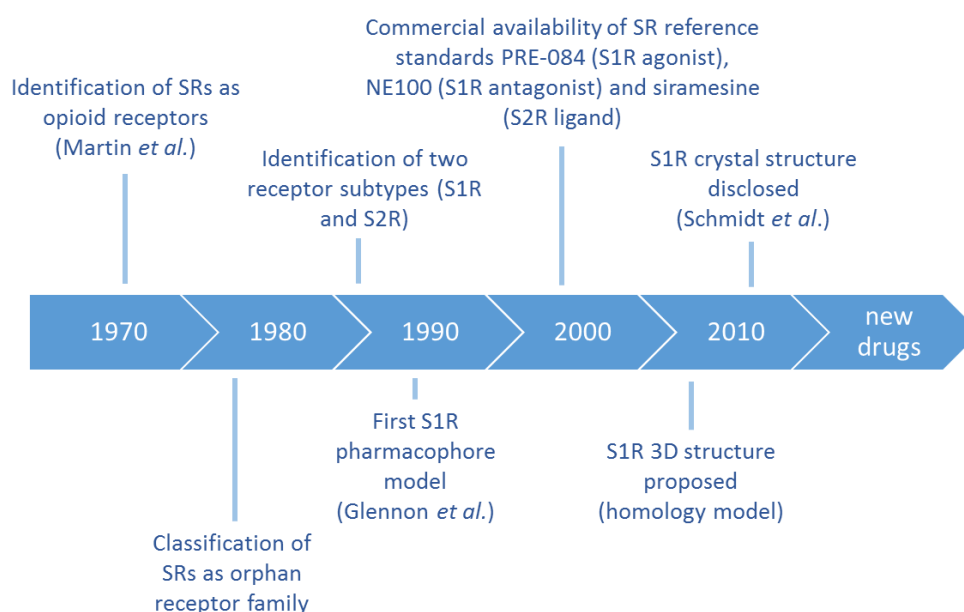 Identification of SRs as
opioid receptors
(Martin et al.)
Identification of two
receptor subtypes (S1R
and S2R)
Commercial availability of SR reference
standards PRE-084 (S1R agonist),
NE100 (S1R antagonist) and siramesine
(S2R ligand)
S1R crystal structure
disclosed
(Schmidt et al.)
1970
1980
1990
2000
2010
new
drugs
Classification of
SRs as orphan
receptor family
First S1R
pharmacophore
model
(Glennon et al.)
S1R 3D structure
proposed
(homology model)